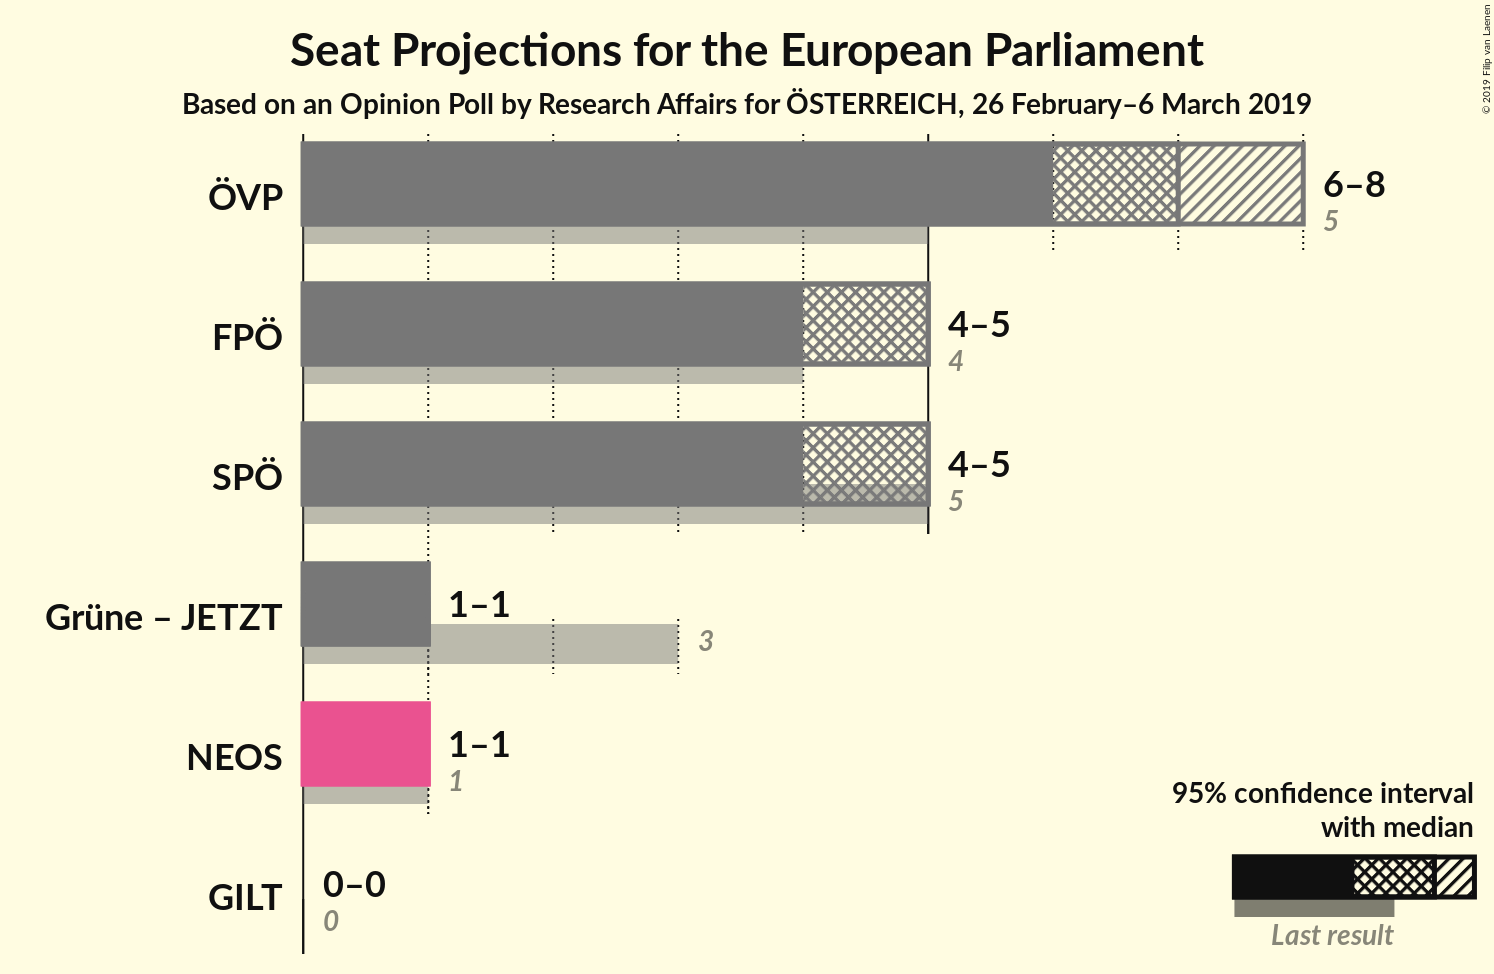 Seat Projections for the European Parliament
Based on an Opinion Poll by Research Affairs for ÖSTERREICH, 26 February–6 March 2019
© 2019 Filip van Laenen
ÖVP
6–8
5
FPÖ
4–5
4
SPÖ
4–5
5
Grüne – JETZT
1–1
3
NEOS
1–1
1
GILT
0–0
0
95% confidence interval
with median
Last result